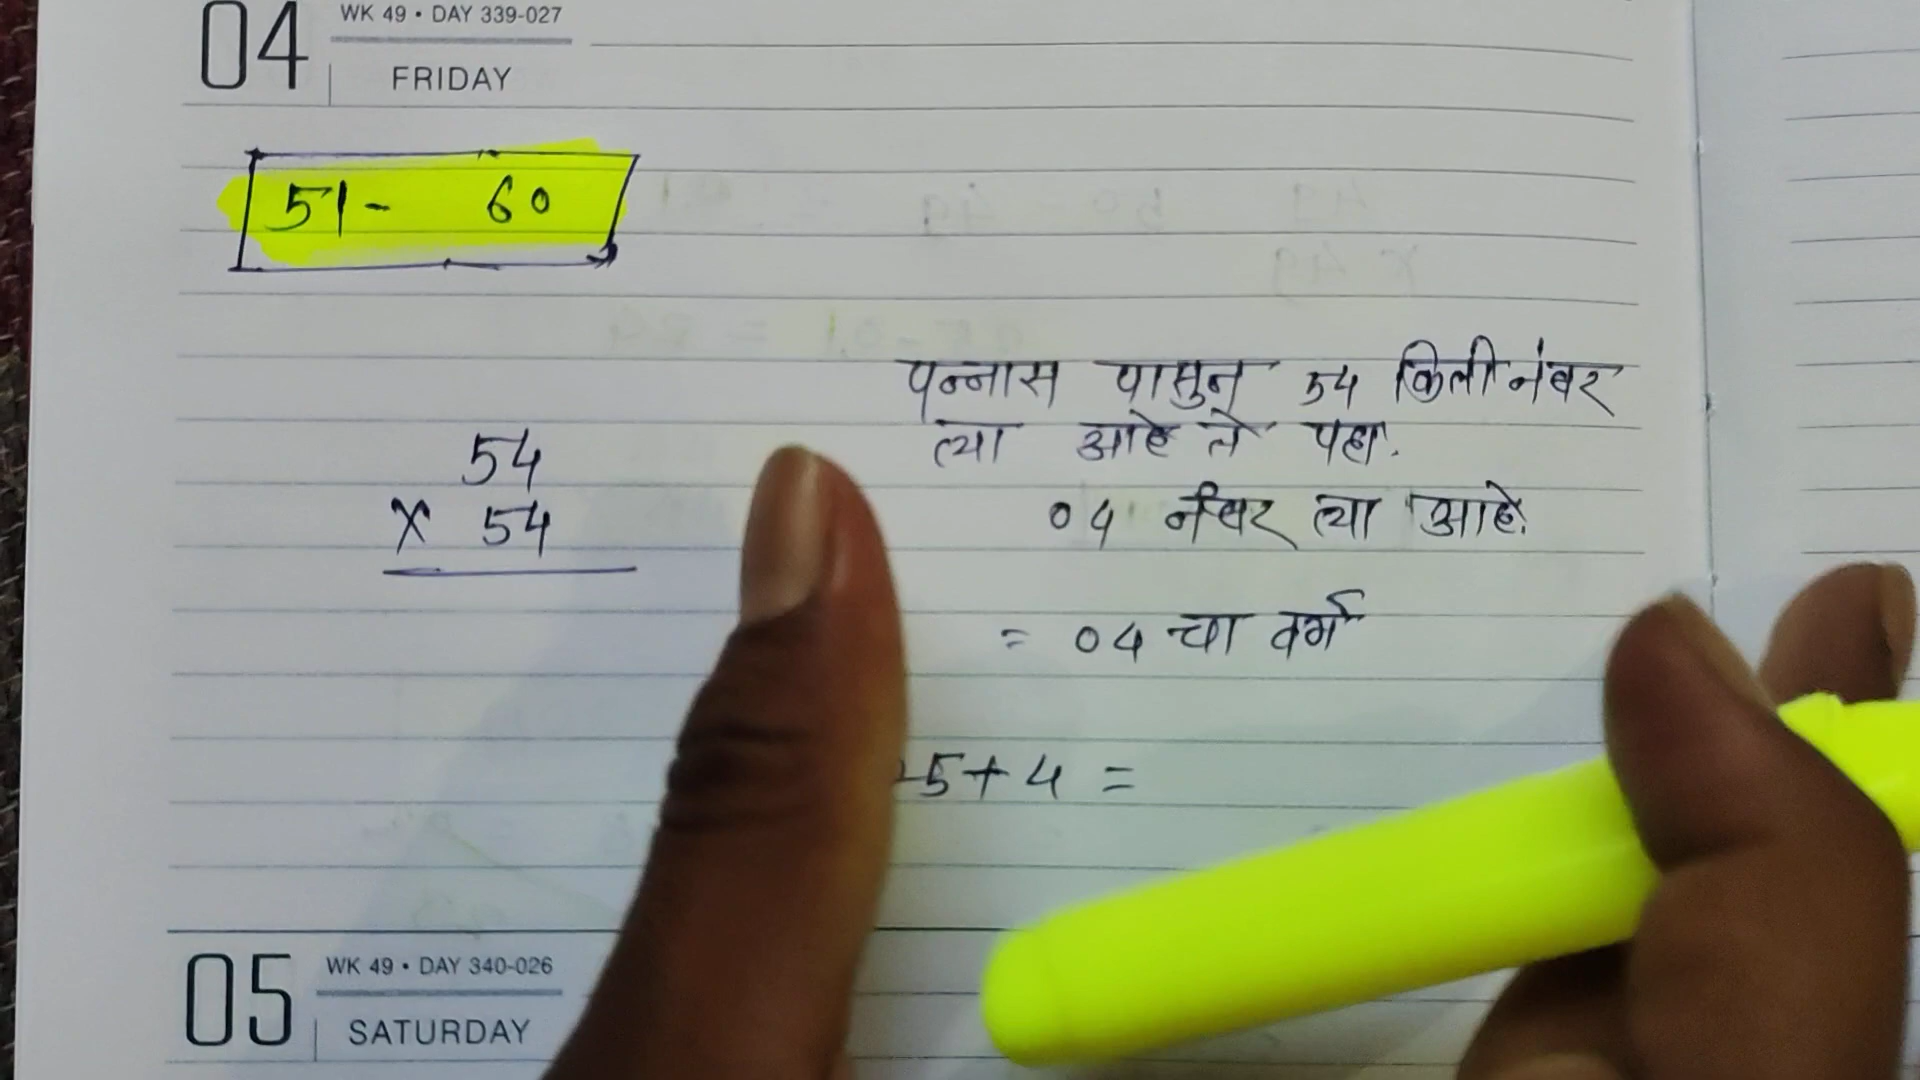 04 WK 49 • DAY 339-027
FRIDAY
51- 60
पन्नास पासुन 54 कितीनंबर
त्या आहे ते पहा.
54
04 नंबर त्या आहे.
X 54
= 04 चा वर्ग
5+4 =
05 WK 49 • DAY 340-026
SATURDAY